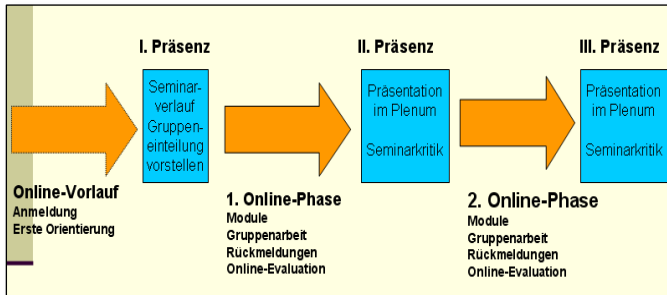 I. Präsenz
II. Präsenz
III. Präsenz
Seminar-
verlauf
Gruppen-
einteilung
vorstellen
Präsentation
im Plenum
Seminarkritik
Präsentation
im Plenum
Seminarkritik
Online-Vorlauf
Anmeldung
Erste Orientierung
1. Online-Phase
Module
Gruppenarbeit
Rückmeldungen
Online-Evaluation
2. Online-Phase
Module
Gruppenarbeit
Rückmeldungen
Online-Evaluation